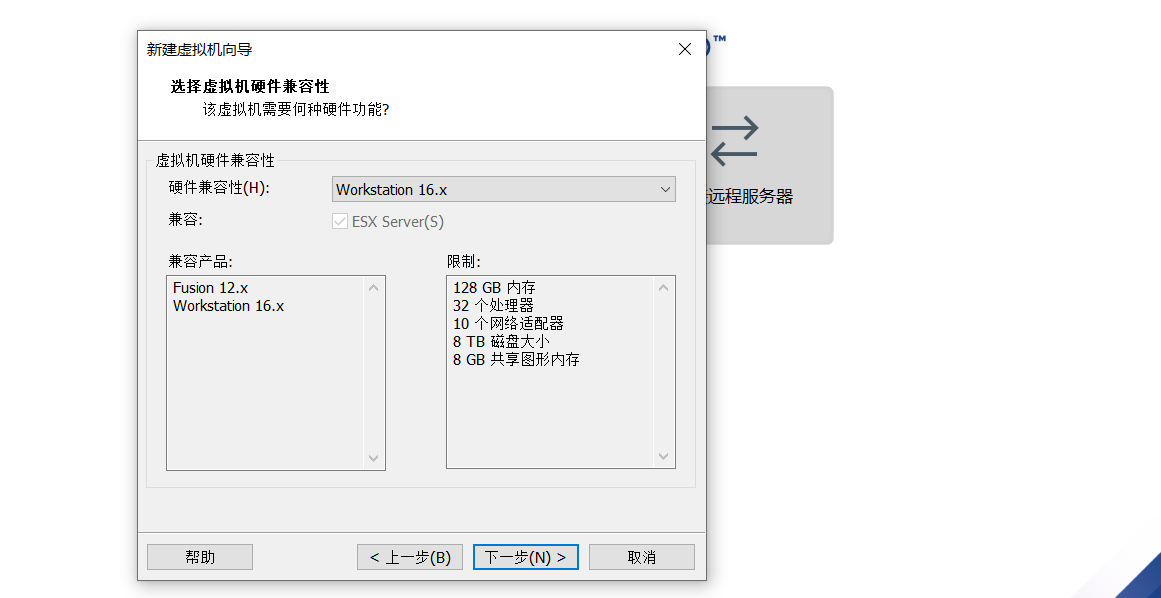 新建虚拟机向导
™
选择虚拟机硬件兼容性
该虚拟机需要何种硬件功能?
虚拟机硬件兼容性
硬件兼容性(H):
Workstation 16.x
远程服务器
兼容:
ESX Server(S)
兼容产品:
限制:
Fusion 12.x
Workstation 16.x
128 GB 内存
32 个处理器
10 个网络适配器
8 TB 磁盘大小
8 GB 共享图形内存
帮助
< 上一步(B)
下一步(N) >
取消